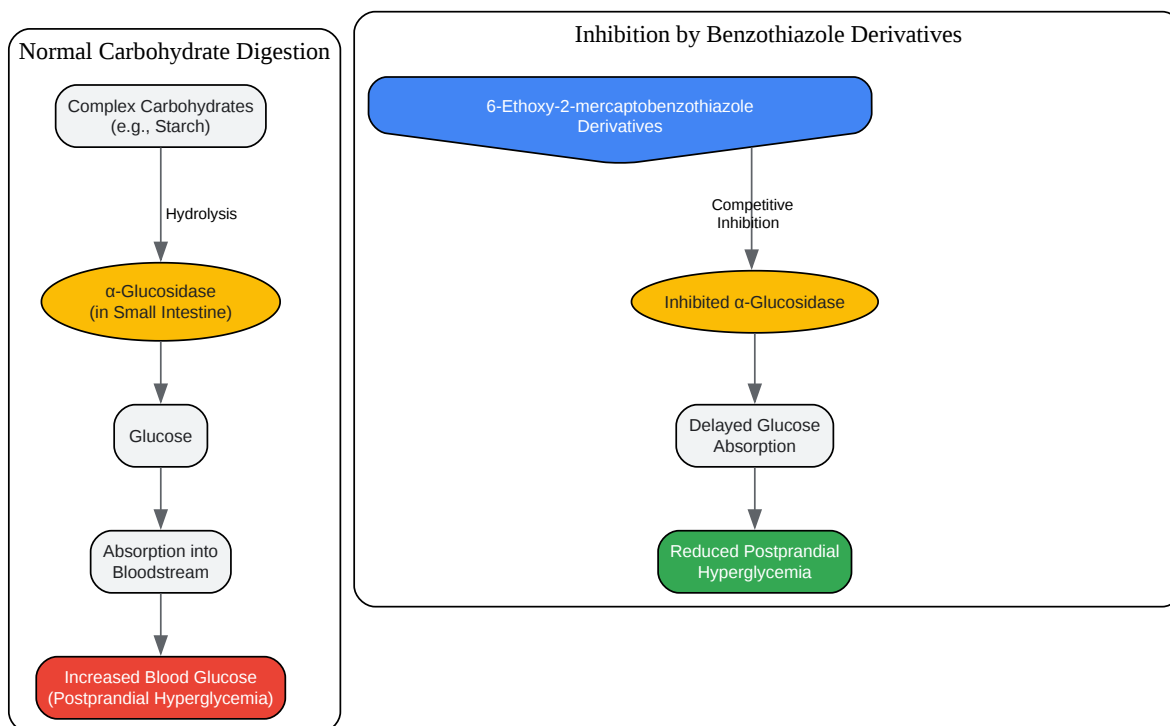 Normal Carbohydrate Digestion
Complex Carbohydrates
(e.g., Starch)
Hydrolysis
α-Glucosidase
(in Small Intestine)
Glucose
Absorption into
Bloodstream
Increased Blood Glucose
(Postprandial Hyperglycemia)
Inhibition by Benzothiazole Derivatives
6-Ethoxy-2-mercaptobenzothiazole
Derivatives
Competitive
Inhibition
Inhibited α-Glucosidase
Delayed Glucose
Absorption
Reduced Postprandial
Hyperglycemia